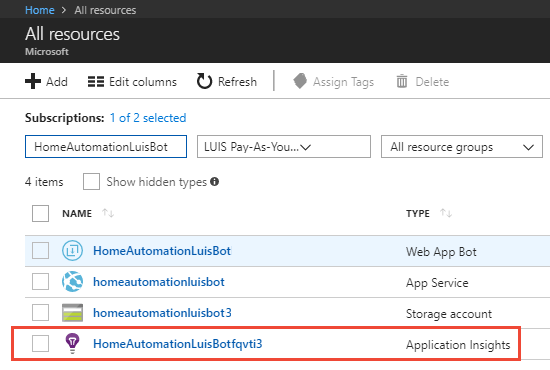 Home > All resources
All resources
Microsoft
Add Edit columns Refresh Assign Tags Delete
Subscriptions: 1 of 2 selected
HomeAutomationLuisBot LUIS Pay-As-You... All resource groups
4 items Show hidden types
NAME TYPE
HomeAutomationLuisBot Web App Bot
homeautomationluisbot App Service
homeautomationluisbot3 Storage account
HomeAutomationLuisBotfqvti3 Application Insights